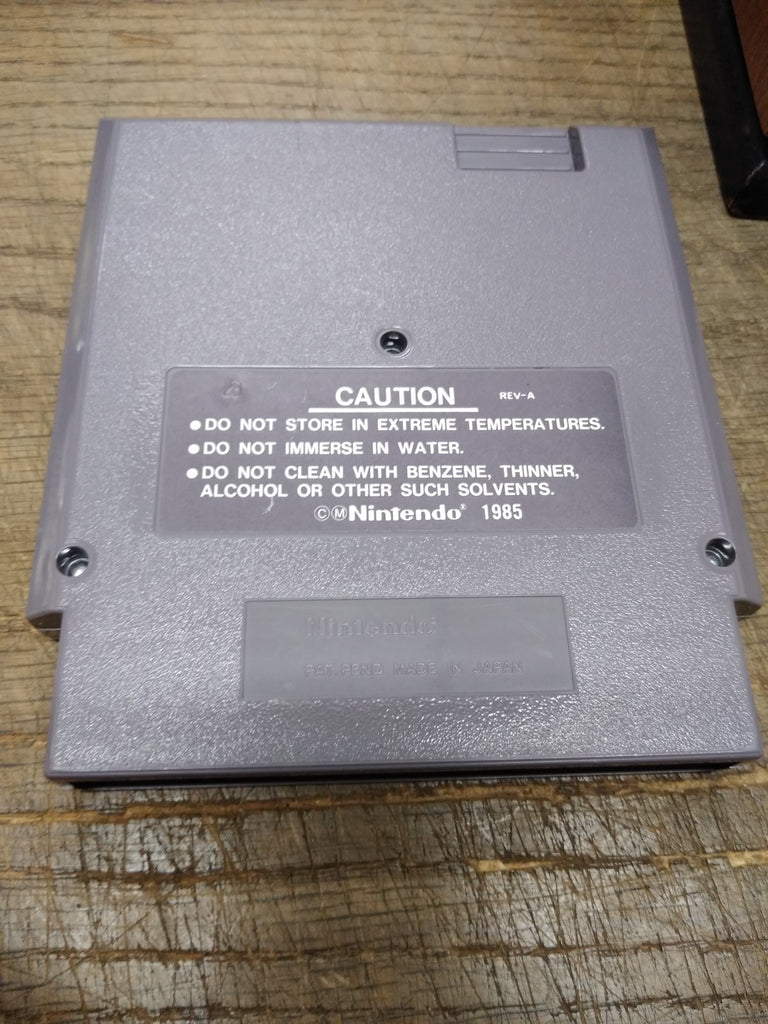 CAUTION REV-A
●DO NOT STORE IN EXTREME TEMPERATURES.
●DO NOT IMMERSE IN WATER.
●DO NOT CLEAN WITH BENZENE, THINNER,
ALCOHOL OR OTHER SUCH SOLVENTS.
©ⓂNintendo® 1985
Nintendo®
PAT. PEND MADE IN JAPAN